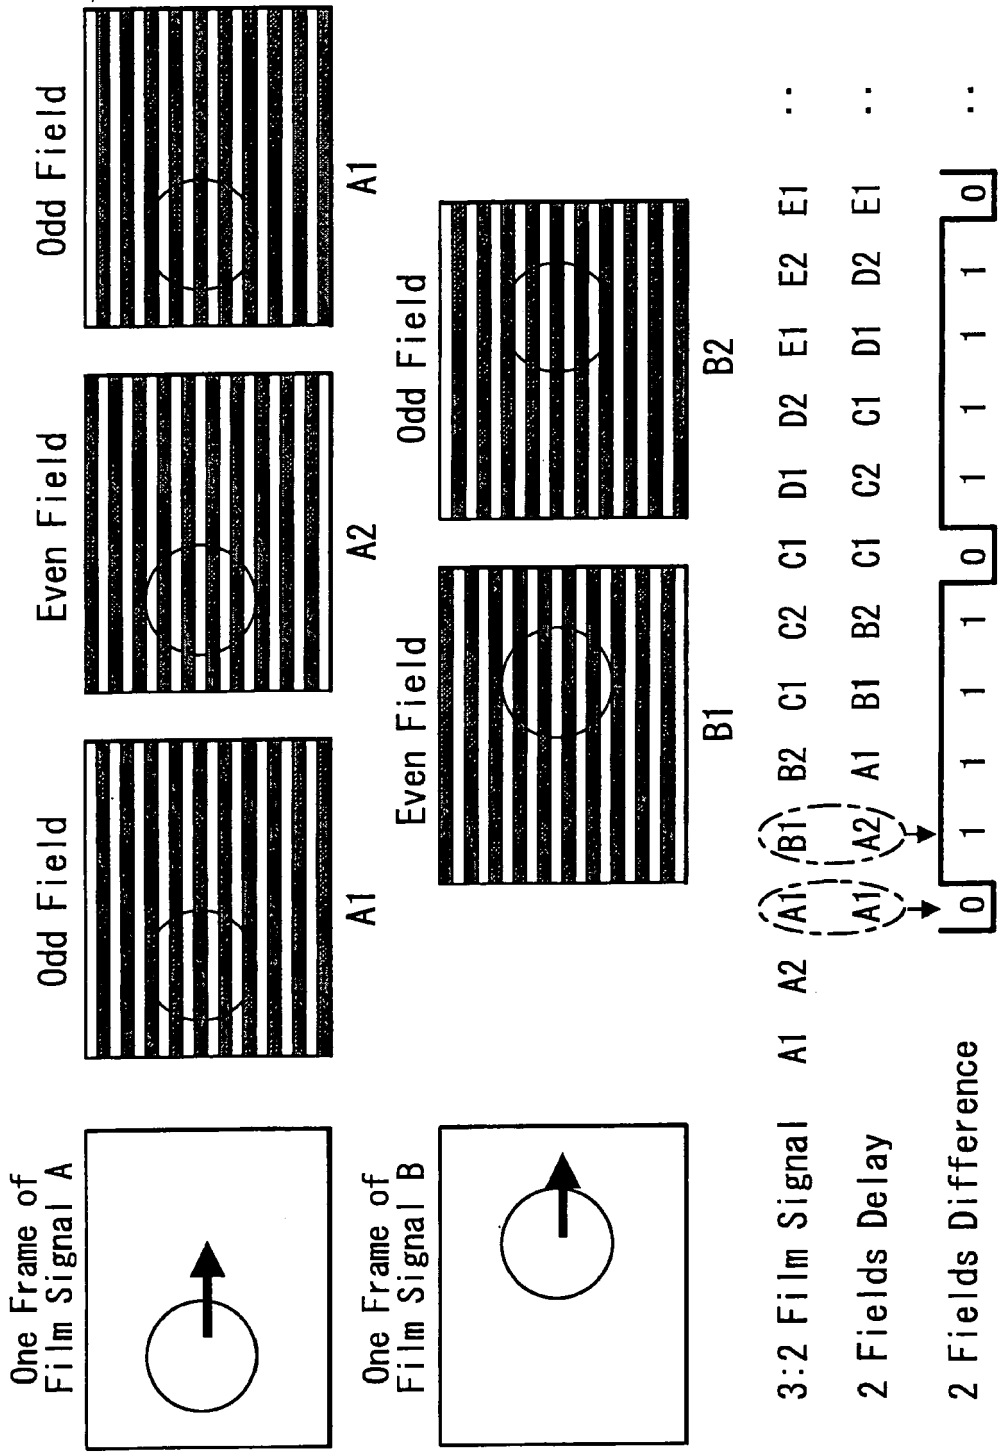 One Frame of
Film Signal A
Odd Field
Even Field
Odd Field
A1
A2
A1
One Frame of
Film Signal B
Even Field
Odd Field
B1
B2
3:2 Film Signal A1 A2 A1 B1 B2 C1 C2 C1 D1 D2 E1 E2 E1 ..
2 Fields Delay A1 A2 A1 B1 B2 C1 C2 C1 D1 D2 E1 ..
2 Fields Difference 0 1 1 1 1 0 1 1 1 1 0 ..